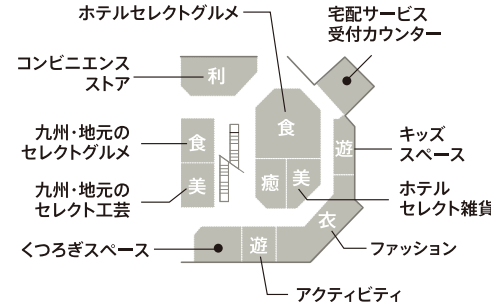 ホテルセレクトグルメ
宅配サービス
受付カウンター
コンビニエンス
ストア
利
九州・地元の
セレクトグルメ
食
食
遊
キッズ
スペース
九州・地元の
セレクト工芸
美
癒
美
ホテル
セレクト雑貨
衣
くつろぎスペース
遊
ファッション
アクティビティ